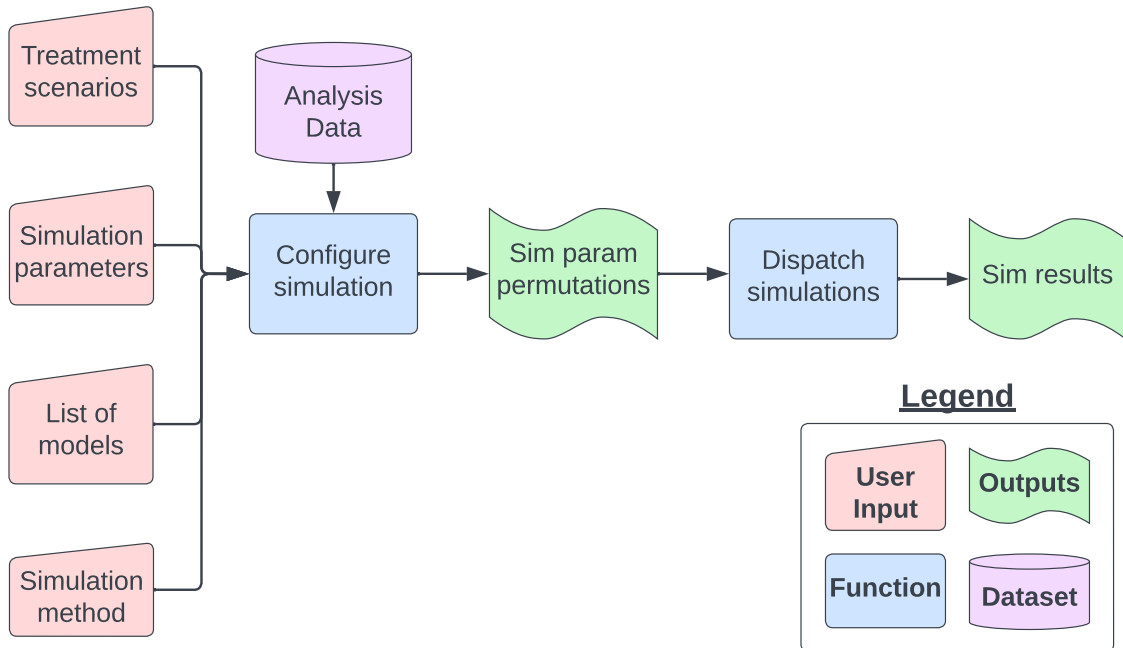 Treatment
scenarios
Analysis
Data
Simulation
parameters
Configure
simulation
Sim param
permutations
Dispatch
simulations
Sim results
List of
models
Simulation
method
Legend
User
Input
Outputs
Function
Dataset